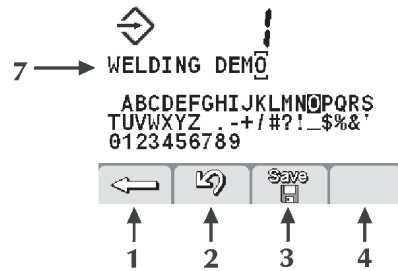 1
7
WELDING DEMO
ABCDEFGHIJKLMNOPQRS
TUVWXYZ .-+/#?!_$%&'
0123456789
Save
1 2 3 4